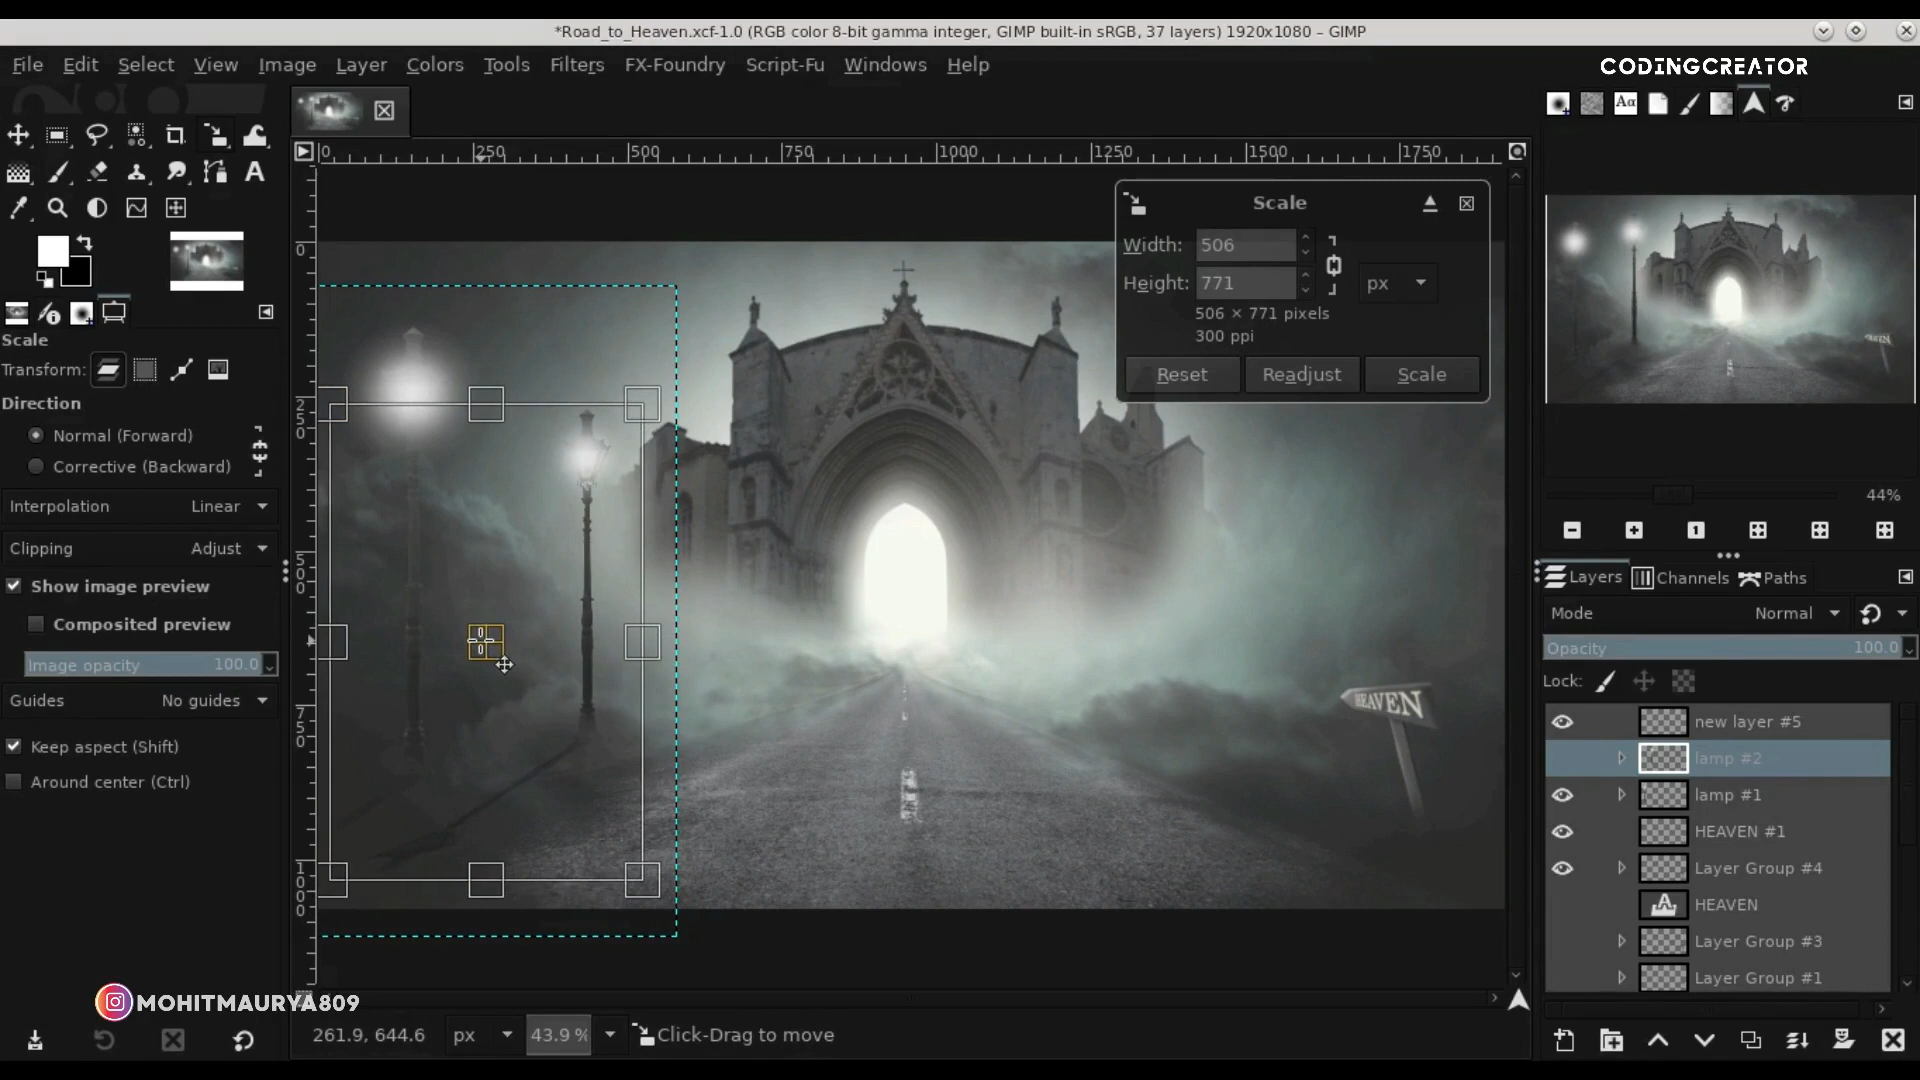 *Road_to_Heaven.xcf-1.0 (RGB color 8-bit gamma integer, GIMP built-in sRGB, 37 layers) 1920x1080 – GIMP
File Edit Select View Image Layer Colors Tools Filters FX-Foundry Script-Fu Windows Help
CODINGCREATOR
Aα
0 250 500 750 1000 1250 1500 1750
Scale
Width: 506
Height: 771 px
506 × 771 pixels
300 ppi
Reset Readjust Scale
0
250
500
750
1000
Scale
Transform:
Direction
Normal (Forward)
Corrective (Backward)
Interpolation Linear
Clipping Adjust
Show image preview
Composited preview
Image opacity 100.0
Guides No guides
Keep aspect (Shift)
Around center (Ctrl)
HEAVEN
44%
Layers Channels Paths
Mode Normal
Opacity 100.0
Lock:
new layer #5
lamp #2
lamp #1
HEAVEN #1
Layer Group #4
HEAVEN
Layer Group #3
Layer Group #1
MOHITMAURYA809
261.9, 644.6 px 43.9 % Click-Drag to move